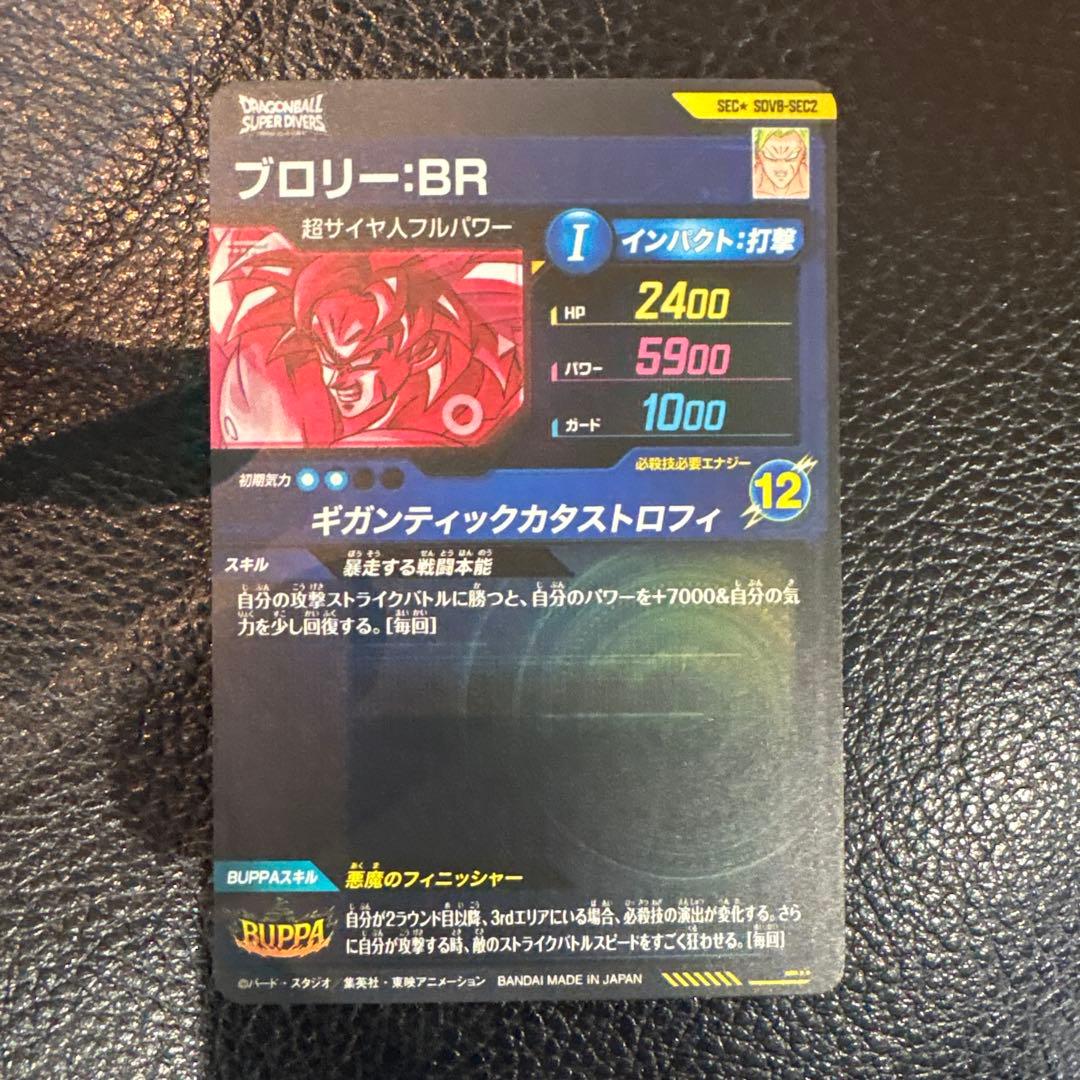 DRAGONBALL
SUPER DIVERS
SEC★ SDV8-SEC2
ブロリー:BR
超サイヤ人フルパワー
I インパクト:打撃
HP 2400
パワー 5900
ガード 1000
初期気力
必殺技必要エナジー
12
ギガンティックカタストロフィ
スキル 暴走する戦闘本能
自分の攻撃ストライクバトルに勝つと、自分のパワーを+7000&自分の気
力を少し回復する。[毎回]
BUPPAスキル 悪魔のフィニッシャー
BUPPA
自分が2ラウンド目以降、3rdエリアにいる場合、必殺技の演出が変化する。さら
に自分が攻撃する時、敵のストライクバトルスピードをすごく狂わせる。[毎回]
©バード・スタジオ 集英社・東映アニメーション BANDAI MADE IN JAPAN